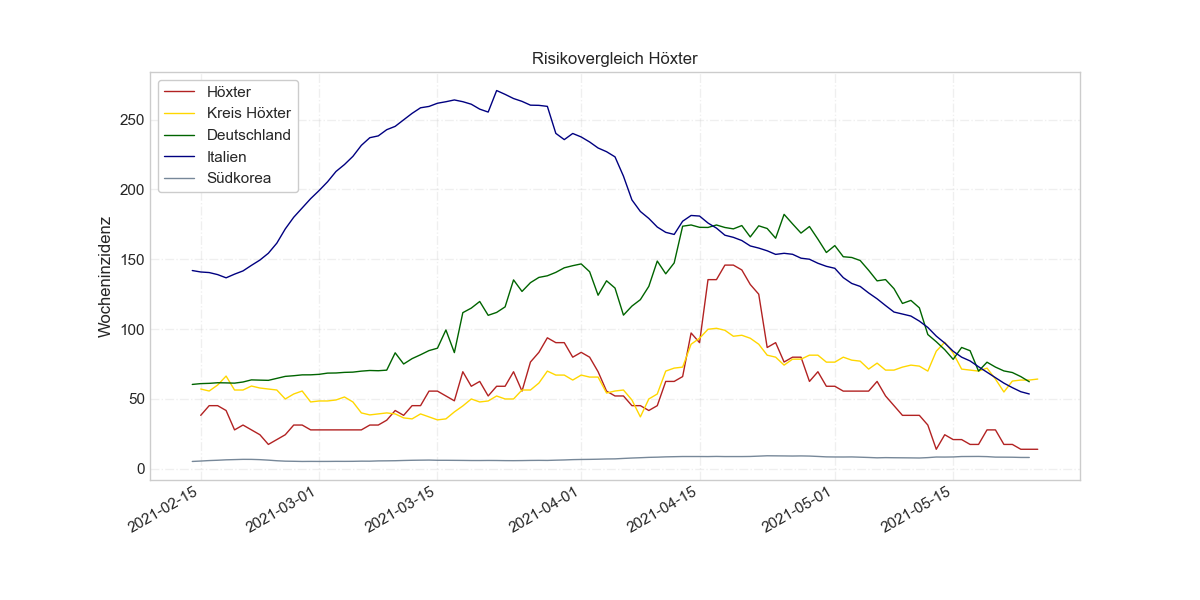 Risikovergleich Höxter
Höxter
Kreis Höxter
Deutschland
Italien
Südkorea
Wocheninzidenz
250
200
150
100
50
0
2021-02-15
2021-03-01
2021-03-15
2021-04-01
2021-04-15
2021-05-01
2021-05-15